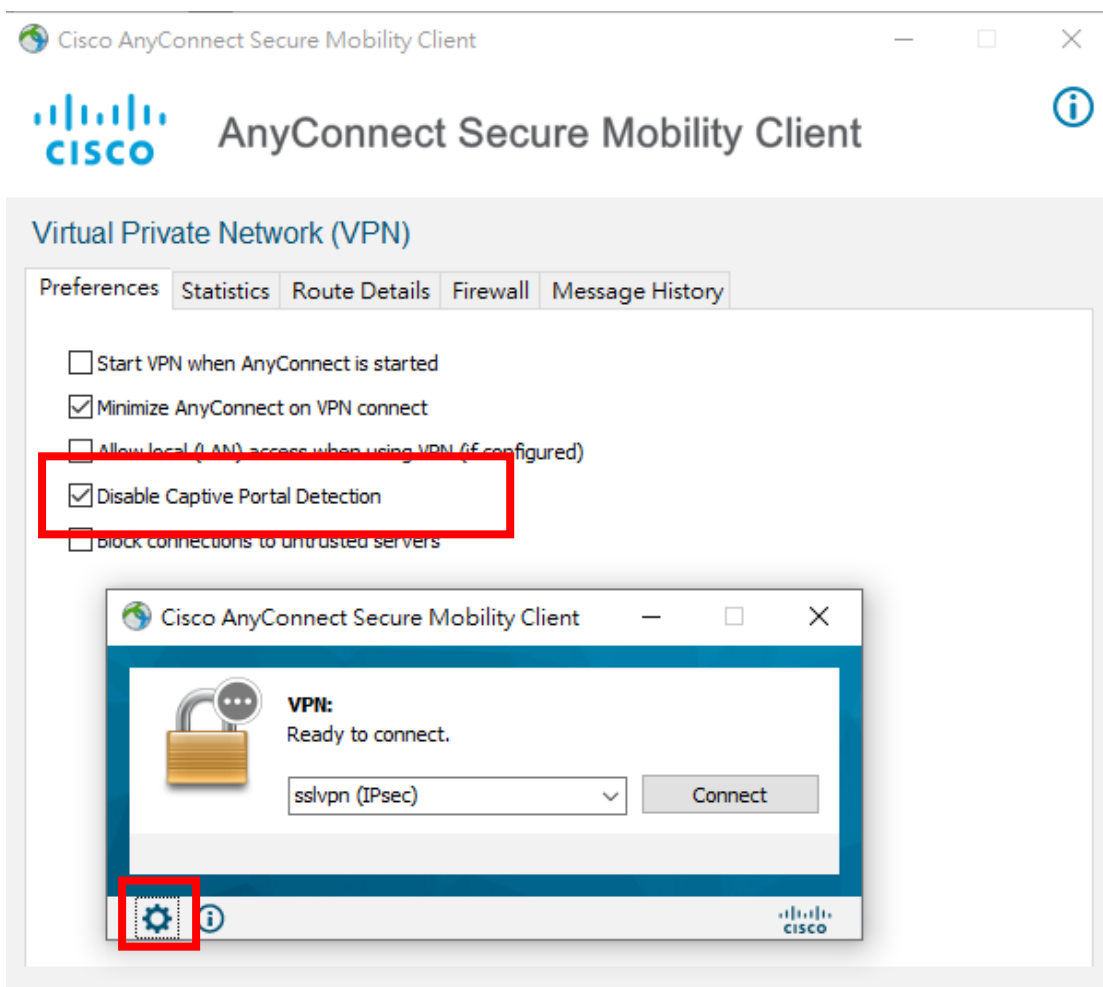 Cisco AnyConnect Secure Mobility Client
CISCO
AnyConnect Secure Mobility Client
Virtual Private Network (VPN)
Preferences Statistics Route Details Firewall Message History
Start VPN when AnyConnect is started
Minimize AnyConnect on VPN connect
Allow local (LAN) access when using VPN (if configured)
Disable Captive Portal Detection
Block connections to untrusted servers
Cisco AnyConnect Secure Mobility Client
VPN:
Ready to connect.
sslvpn (IPsec) Connect
CISCO